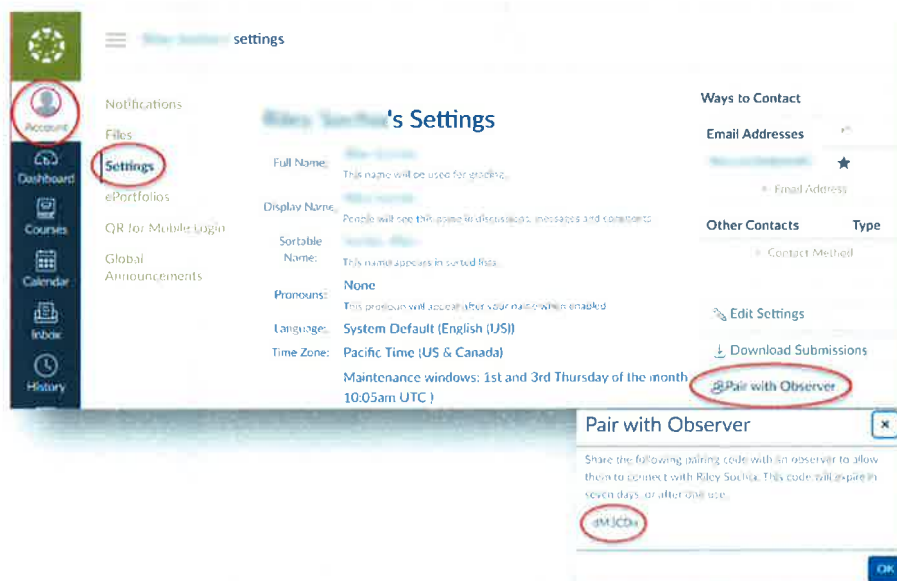 settings
Account
Dashboard
Courses
Calendar
Inbox
History
Notifications
Files
Settings
ePortfolios
QR for Mobile Login
Global
Announcements
's Settings
Full Name:
This name will be used for grading.
Display Name:
People will see this name in discussions, messages and comments.
Sortable
Name:
This name appears in sorted lists.
Pronouns:
None
This pronoun will appear after your name when enabled
Language:
System Default (English (US))
Time Zone:
Pacific Time (US & Canada)
Maintenance windows: 1st and 3rd Thursday of the month
10:05am UTC )
Ways to Contact
Email Addresses
Email Address
Other Contacts Type
Contact Method
Edit Settings
Download Submissions
Pair with Observer
Pair with Observer
Share the following pairing code with an observer to allow
them to connect with Riley Sochia. This code will expire in
seven days, or after one use.
OK